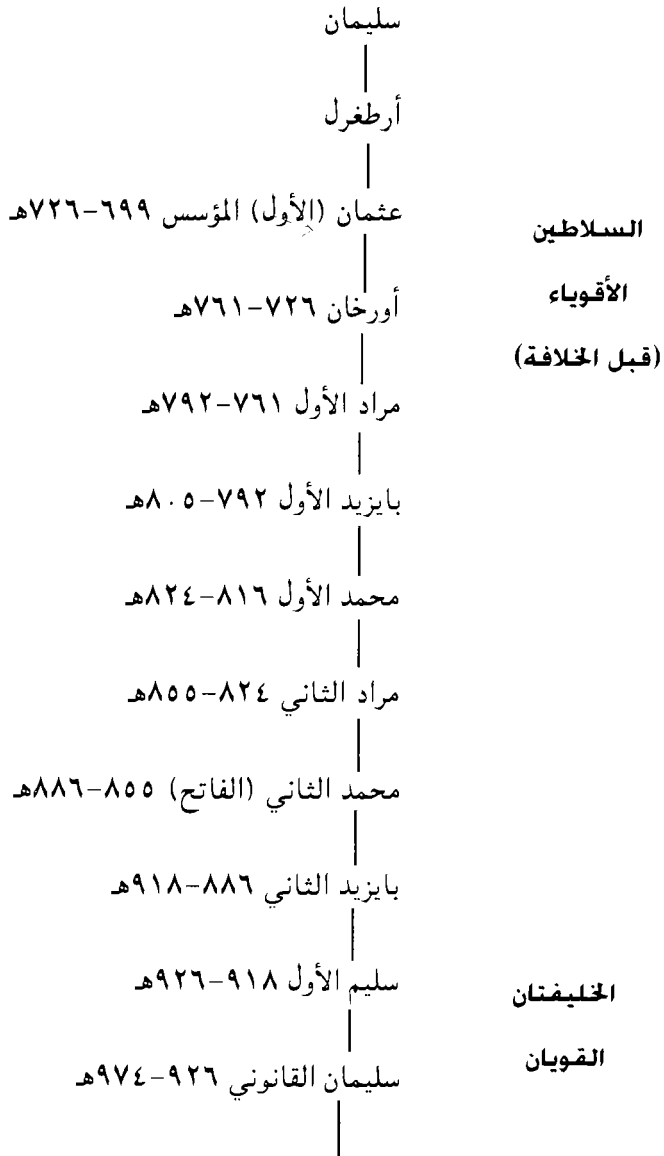 سليمان
أرطغرل
عثمان (الأول) المؤسس ٦٩٩-٧٢٦هـ
السلاطين
أورخان ٧٢٦-٧٦١هـ
الأقوياء
(قبل الخلافة)
مراد الأول ٧٦١-٧٩٢هـ
بايزيد الأول ٧٩٢-٨٠٥هـ
محمد الأول ٨١٦-٨٢٤هـ
مراد الثاني ٨٢٤-٨٥٥هـ
محمد الثاني (الفاتح) ٨٥٥-٨٨٦هـ
بايزيد الثاني ٨٨٦-٩١٨هـ
سليم الأول ٩١٨-٩٢٦هـ
الخليفتان
القويان
سليمان القانوني ٩٢٦-٩٧٤هـ